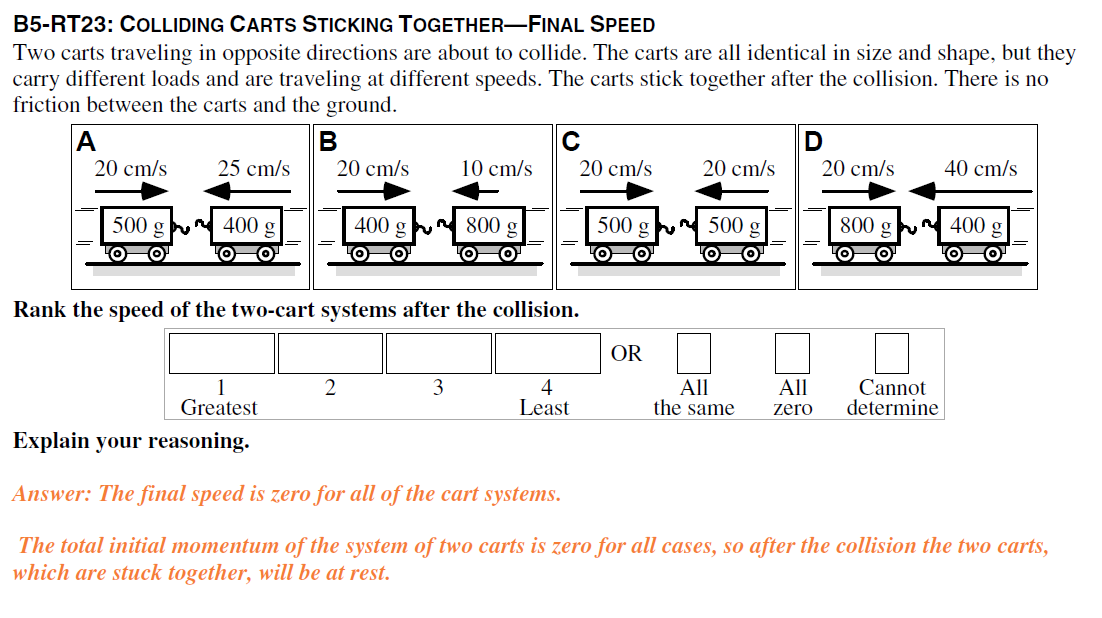 B5-RT23: COLLIDING CARTS STICKING TOGETHER—FINAL SPEED
Two carts traveling in opposite directions are about to collide. The carts are all identical in size and shape, but they
carry different loads and are traveling at different speeds. The carts stick together after the collision. There is no
friction between the carts and the ground.
A B C D
20 cm/s 25 cm/s 20 cm/s 10 cm/s 20 cm/s 20 cm/s 20 cm/s 40 cm/s
500 g 400 g 400 g 800 g 500 g 500 g 800 g 400 g
Rank the speed of the two-cart systems after the collision.
OR
1 2 3 4 All All Cannot
Greatest Least the same zero determine
Explain your reasoning.
Answer: The final speed is zero for all of the cart systems.
The total initial momentum of the system of two carts is zero for all cases, so after the collision the two carts,
which are stuck together, will be at rest.